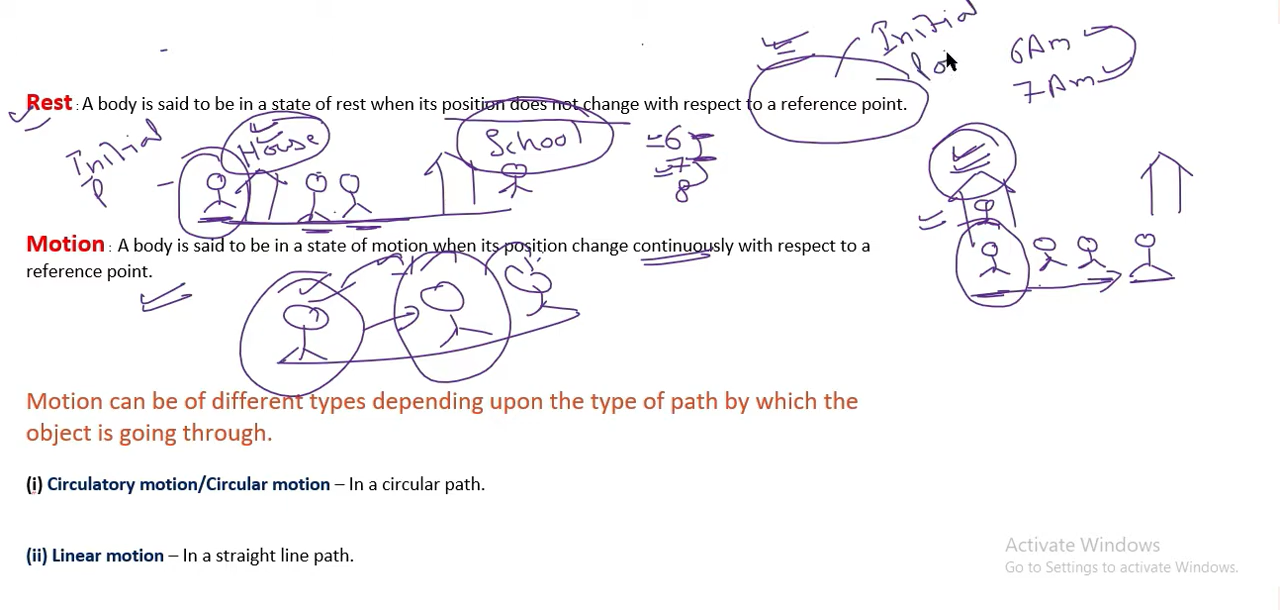 Initial
Po
6Am
7Am
Rest : A body is said to be in a state of rest when its position does not change with respect to a reference point.
Initial
P
House
School
6
7
8
Motion : A body is said to be in a state of motion when its position change continuously with respect to a
reference point.
Motion can be of different types depending upon the type of path by which the
object is going through.
(i) Circulatory motion/Circular motion – In a circular path.
(ii) Linear motion – In a straight line path.
Activate Windows
Go to Settings to activate Windows.